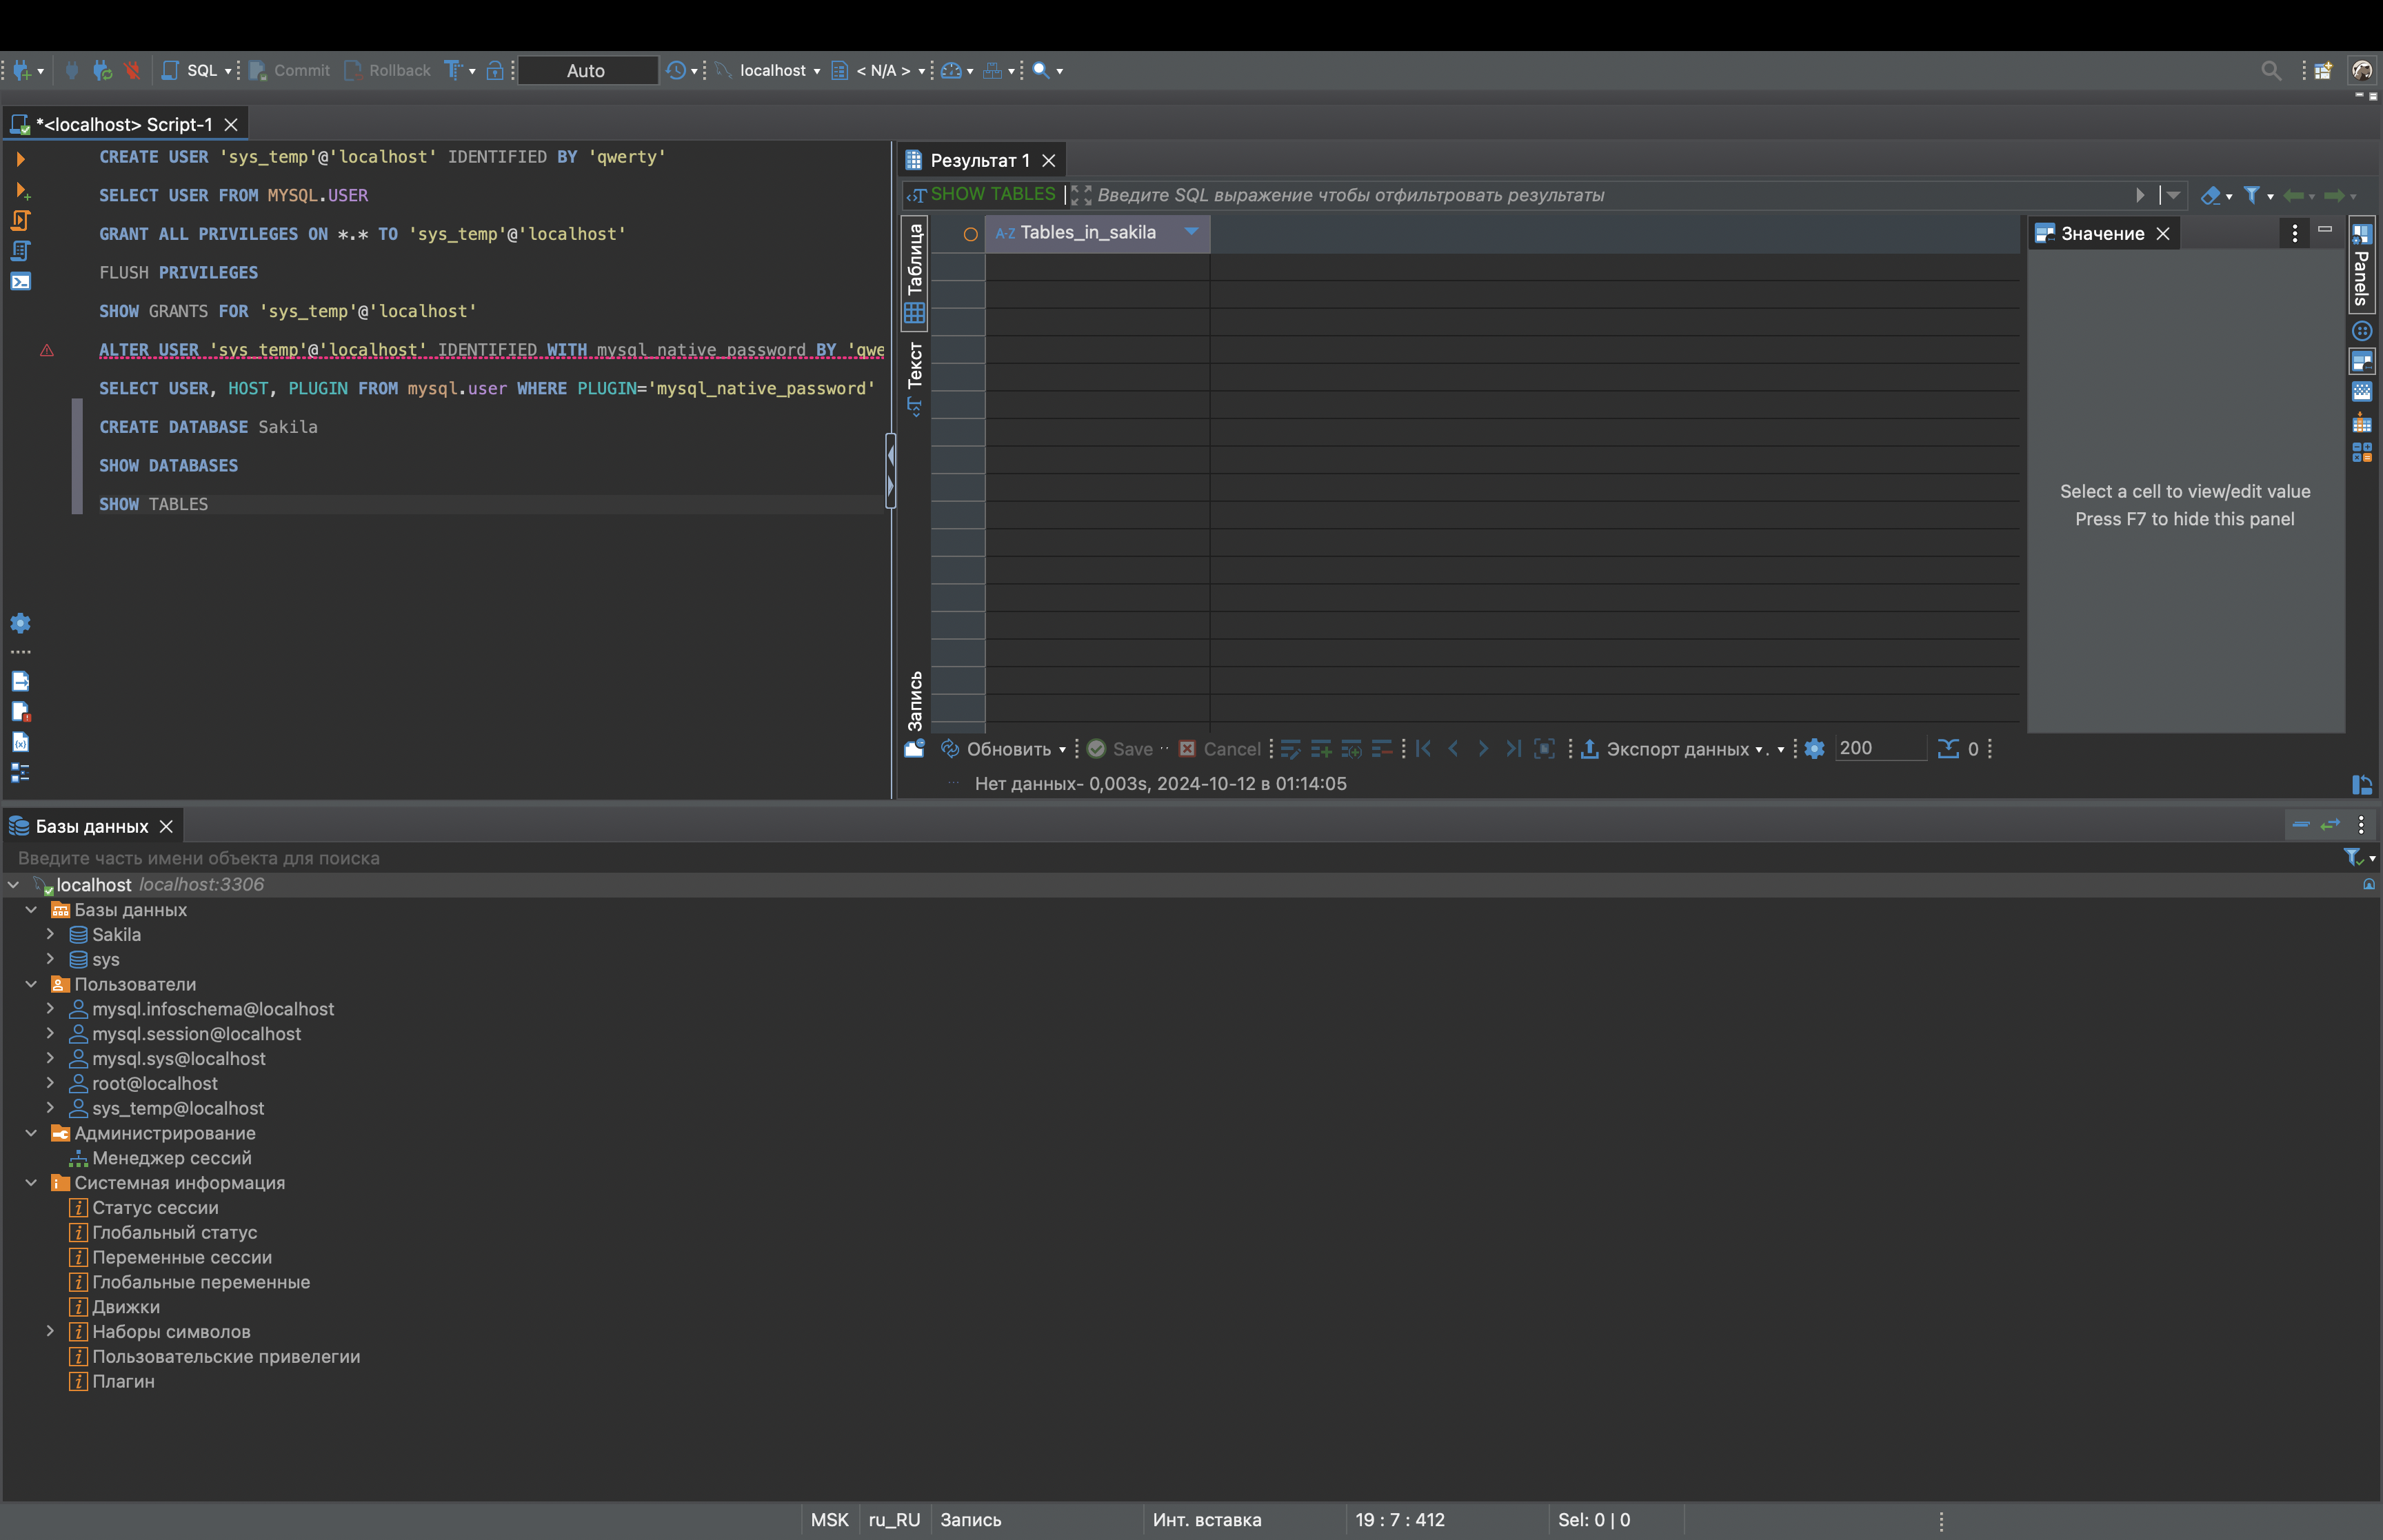 SQL Commit Rollback Auto localhost < N/A >
*<localhost> Script-1
CREATE USER 'sys_temp'@'localhost' IDENTIFIED BY 'qwerty'
SELECT USER FROM MYSQL.USER
GRANT ALL PRIVILEGES ON *.* TO 'sys_temp'@'localhost'
FLUSH PRIVILEGES
SHOW GRANTS FOR 'sys_temp'@'localhost'
ALTER USER 'sys_temp'@'localhost' IDENTIFIED WITH mysql_native_password BY 'qwe
SELECT USER, HOST, PLUGIN FROM mysql.user WHERE PLUGIN='mysql_native_password'
CREATE DATABASE Sakila
SHOW DATABASES
SHOW TABLES
Результат 1
SHOW TABLES Введите SQL выражение чтобы отфильтровать результаты
Таблица
Текст
Запись
A-Z Tables_in_sakila
Значение
Select a cell to view/edit value
Press F7 to hide this panel
Panels
Обновить Save Cancel Экспорт данных 200 0
Нет данных- 0,003s, 2024-10-12 в 01:14:05
Базы данных
Введите часть имени объекта для поиска
localhost localhost:3306
Базы данных
Sakila
sys
Пользователи
mysql.infoschema@localhost
mysql.session@localhost
mysql.sys@localhost
root@localhost
sys_temp@localhost
Администрирование
Менеджер сессий
Системная информация
Статус сессии
Глобальный статус
Переменные сессии
Глобальные переменные
Движки
Наборы символов
Пользовательские привелегии
Плагин
MSK ru_RU Запись Инт. вставка 19 : 7 : 412 Sel: 0 | 0